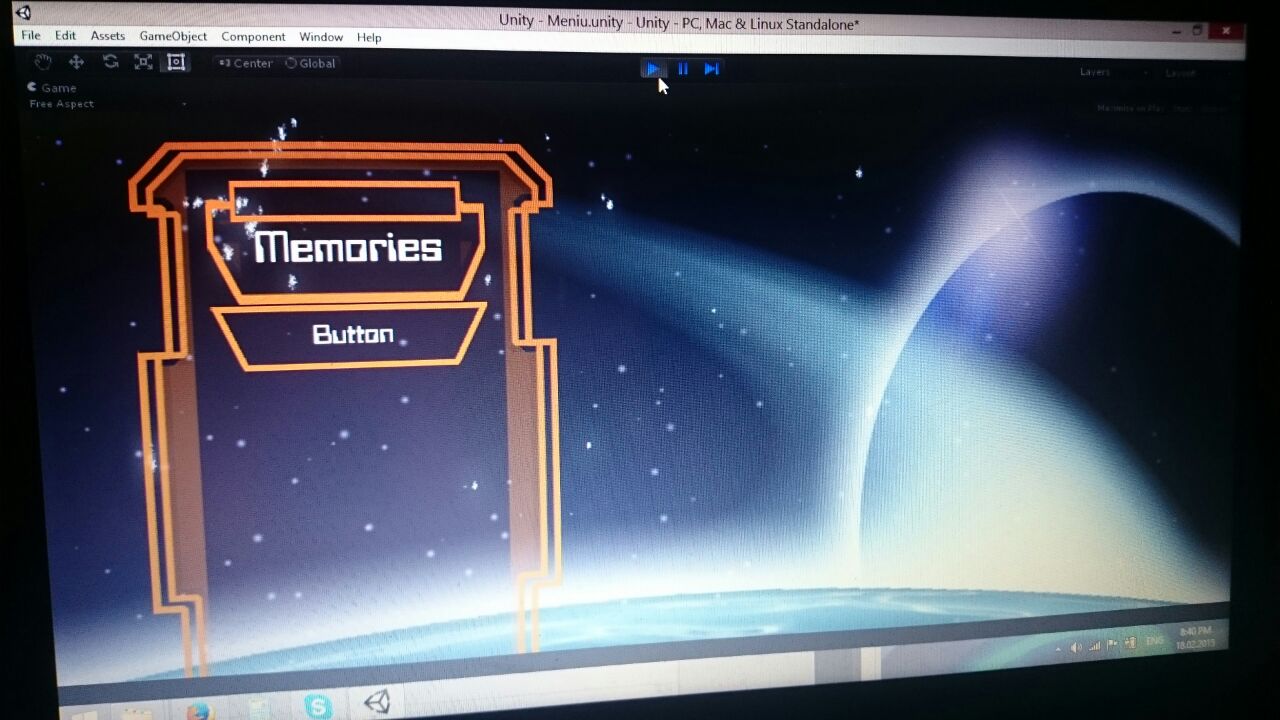 Unity - Meniu.unity - Unity - PC, Mac & Linux Standalone*
File Edit Assets GameObject Component Window Help
Center Global Layers Layout
Game
Free Aspect Maximize on Play
Memories
Button
ENG 8:40 PM
18.02.2015